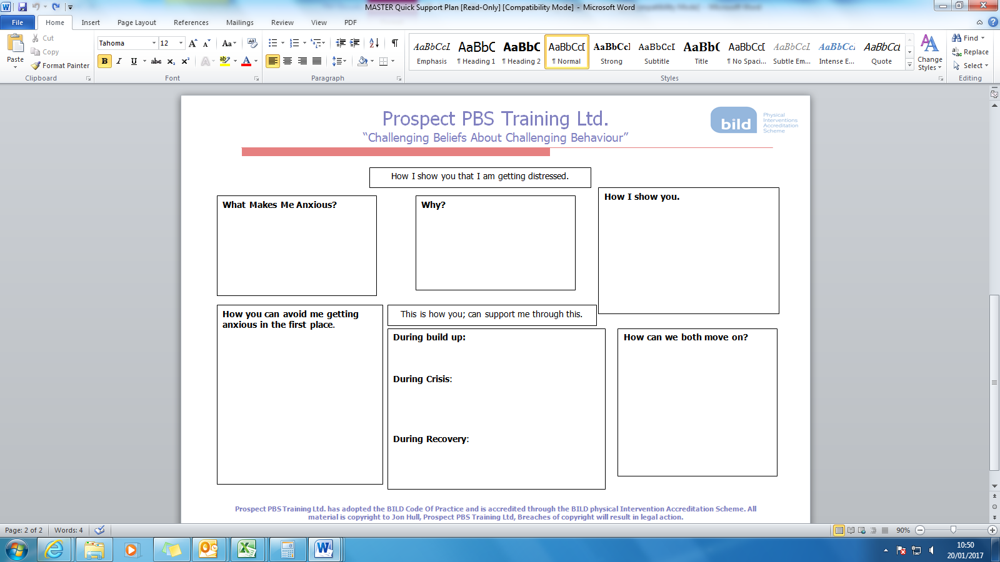 MASTER Quick Support Plan [Read-Only] [Compatibility Mode] - Microsoft Word
File Home Insert Page Layout References Mailings Review View PDF
Paste
Cut
Copy
Format Painter
Clipboard
Tahoma 12
Font
Paragraph
AaBbCcI AaBbC AaBbC AaBbCcI AaBbCcI AaBbCcI AaBbC AaBbCcI AaBbCcI AaBbCcI AaBbCcI
Emphasis ¶ Heading 1 ¶ Heading 2 ¶ Normal Strong Subtitle Title ¶ No Spaci... Subtle Em... Intense E... Quote
Change
Styles
Styles
Find
Replace
Select
Editing
Prospect PBS Training Ltd.
“Challenging Beliefs About Challenging Behaviour”
bild
Physical
Interventions
Accreditation
Scheme
How I show you that I am getting distressed.
What Makes Me Anxious?
Why?
How I show you.
How you can avoid me getting
anxious in the first place.
This is how you; can support me through this.
During build up:
During Crisis:
During Recovery:
How can we both move on?
Prospect PBS Training Ltd. has adopted the BILD Code Of Practice and is accredited through the BILD physical Intervention Accreditation Scheme. All
material is copyright to Jon Hull, Prospect PBS Training Ltd, Breaches of copyright will result in legal action.
Page: 2 of 2 Words: 4
90%
10:50
20/01/2017